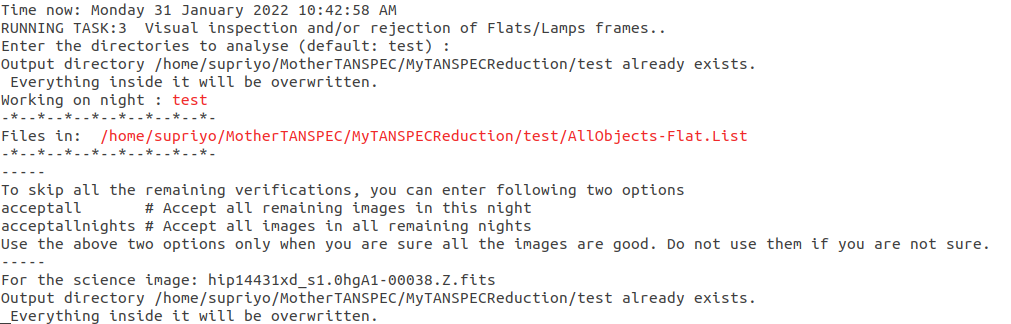 Time now: Monday 31 January 2022 10:42:58 AM
RUNNING TASK:3  Visual inspection and/or rejection of Flats/Lamps frames..
Enter the directories to analyse (default: test) :
Output directory /home/supriyo/MotherTANSPEC/MyTANSPECReduction/test already exists.
 Everything inside it will be overwritten.
Working on night : test
-*--*--*--*--*--*--*--*-
Files in:  /home/supriyo/MotherTANSPEC/MyTANSPECReduction/test/AllObjects-Flat.List
-*--*--*--*--*--*--*--*-
-----
To skip all the remaining verifications, you can enter following two options
acceptall       # Accept all remaining images in this night
acceptallnights # Accept all images in all remaining nights
Use the above two options only when you are sure all the images are good. Do not use them if you are not sure.
-----
For the science image: hip14431xd_s1.0hgA1-00038.Z.fits
Output directory /home/supriyo/MotherTANSPEC/MyTANSPECReduction/test already exists.
_Everything inside it will be overwritten.